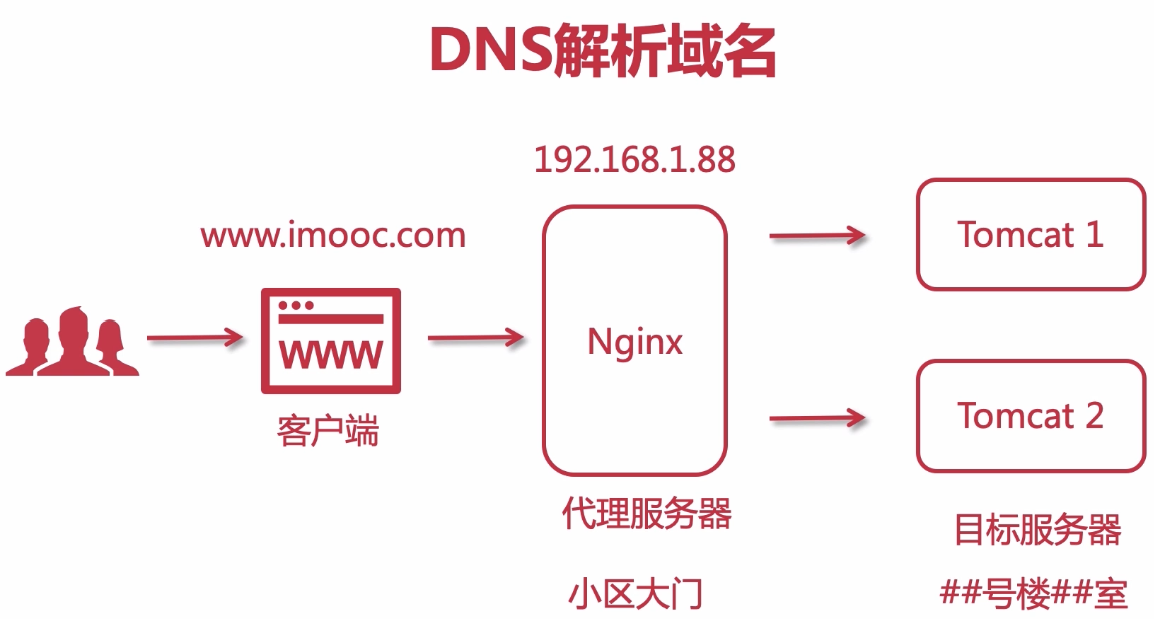 DNS解析域名
192.168.1.88
www.imooc.com
Tomcat 1
WWW
Nginx
Tomcat 2
客户端
代理服务器
目标服务器
小区大门
##号楼##室